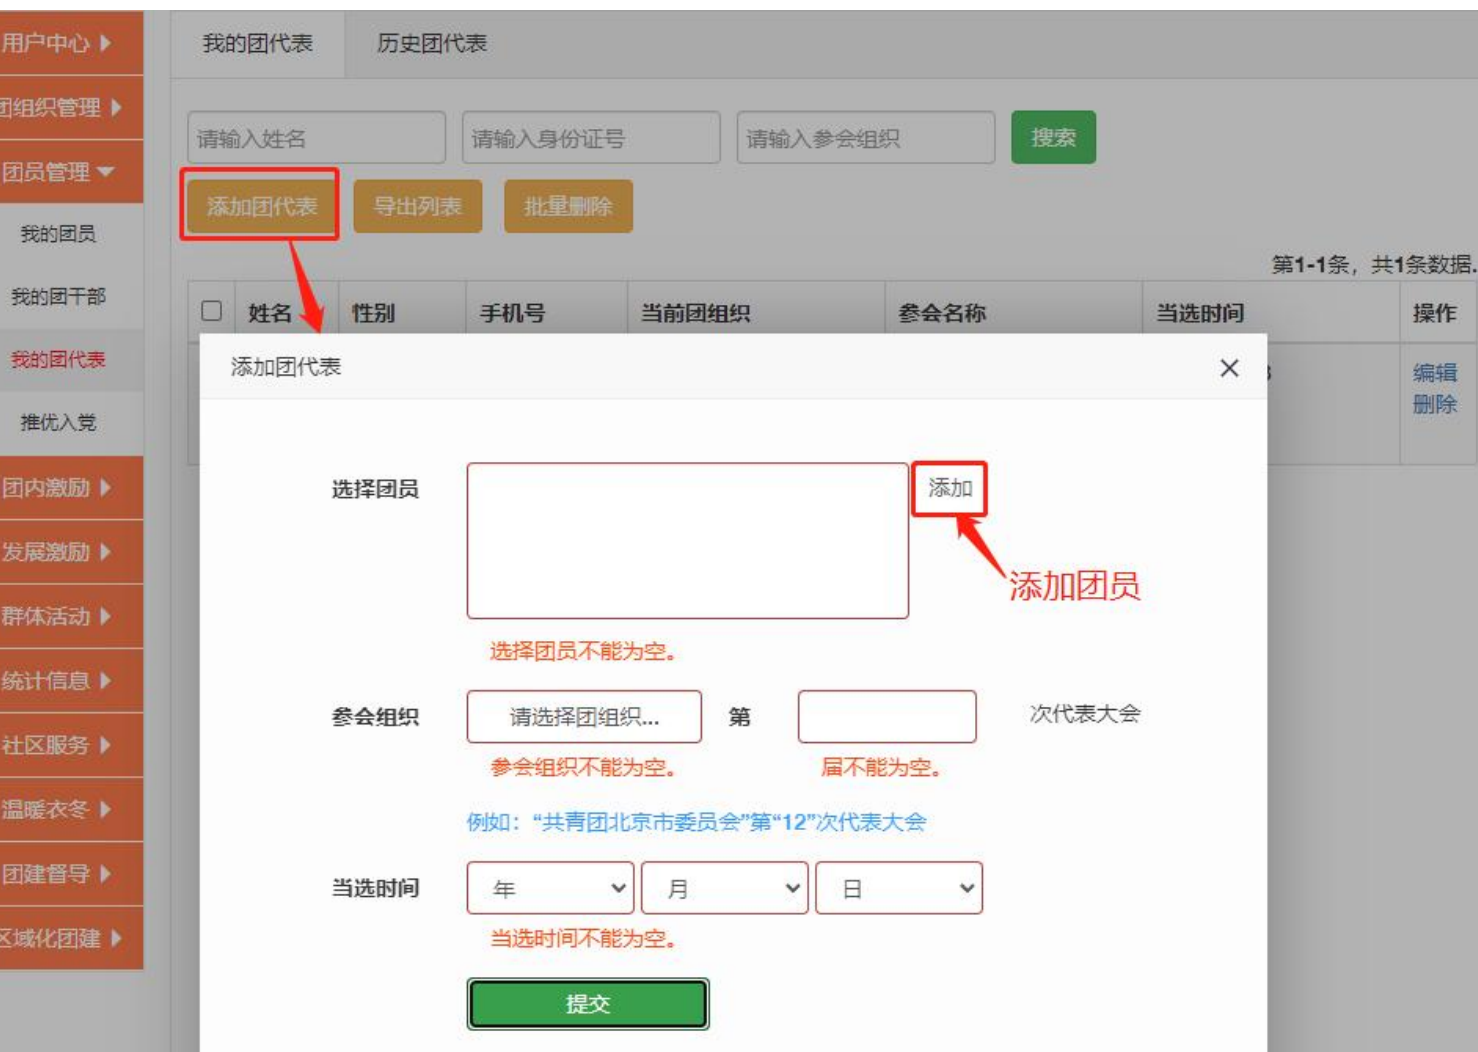 用户中心
我的团代表
历史团代表
团组织管理
请输入姓名
请输入身份证号
请输入参会组织
搜索
团员管理
添加团代表
导出列表
批量删除
我的团员
第1-1条，共1条数据.
我的团干部
姓名
性别
手机号
当前团组织
参会名称
当选时间
操作
我的团代表
添加团代表
编辑
删除
推优入党
团内激励
选择团员
添加
发展激励
添加团员
群体活动
选择团员不能为空。
统计信息
参会组织
请选择团组织...
第
次代表大会
社区服务
参会组织不能为空。
届不能为空。
温暖衣冬
例如：“共青团北京市委员会”第“12”次代表大会
团建督导
当选时间
年
月
日
区域化团建
当选时间不能为空。
提交